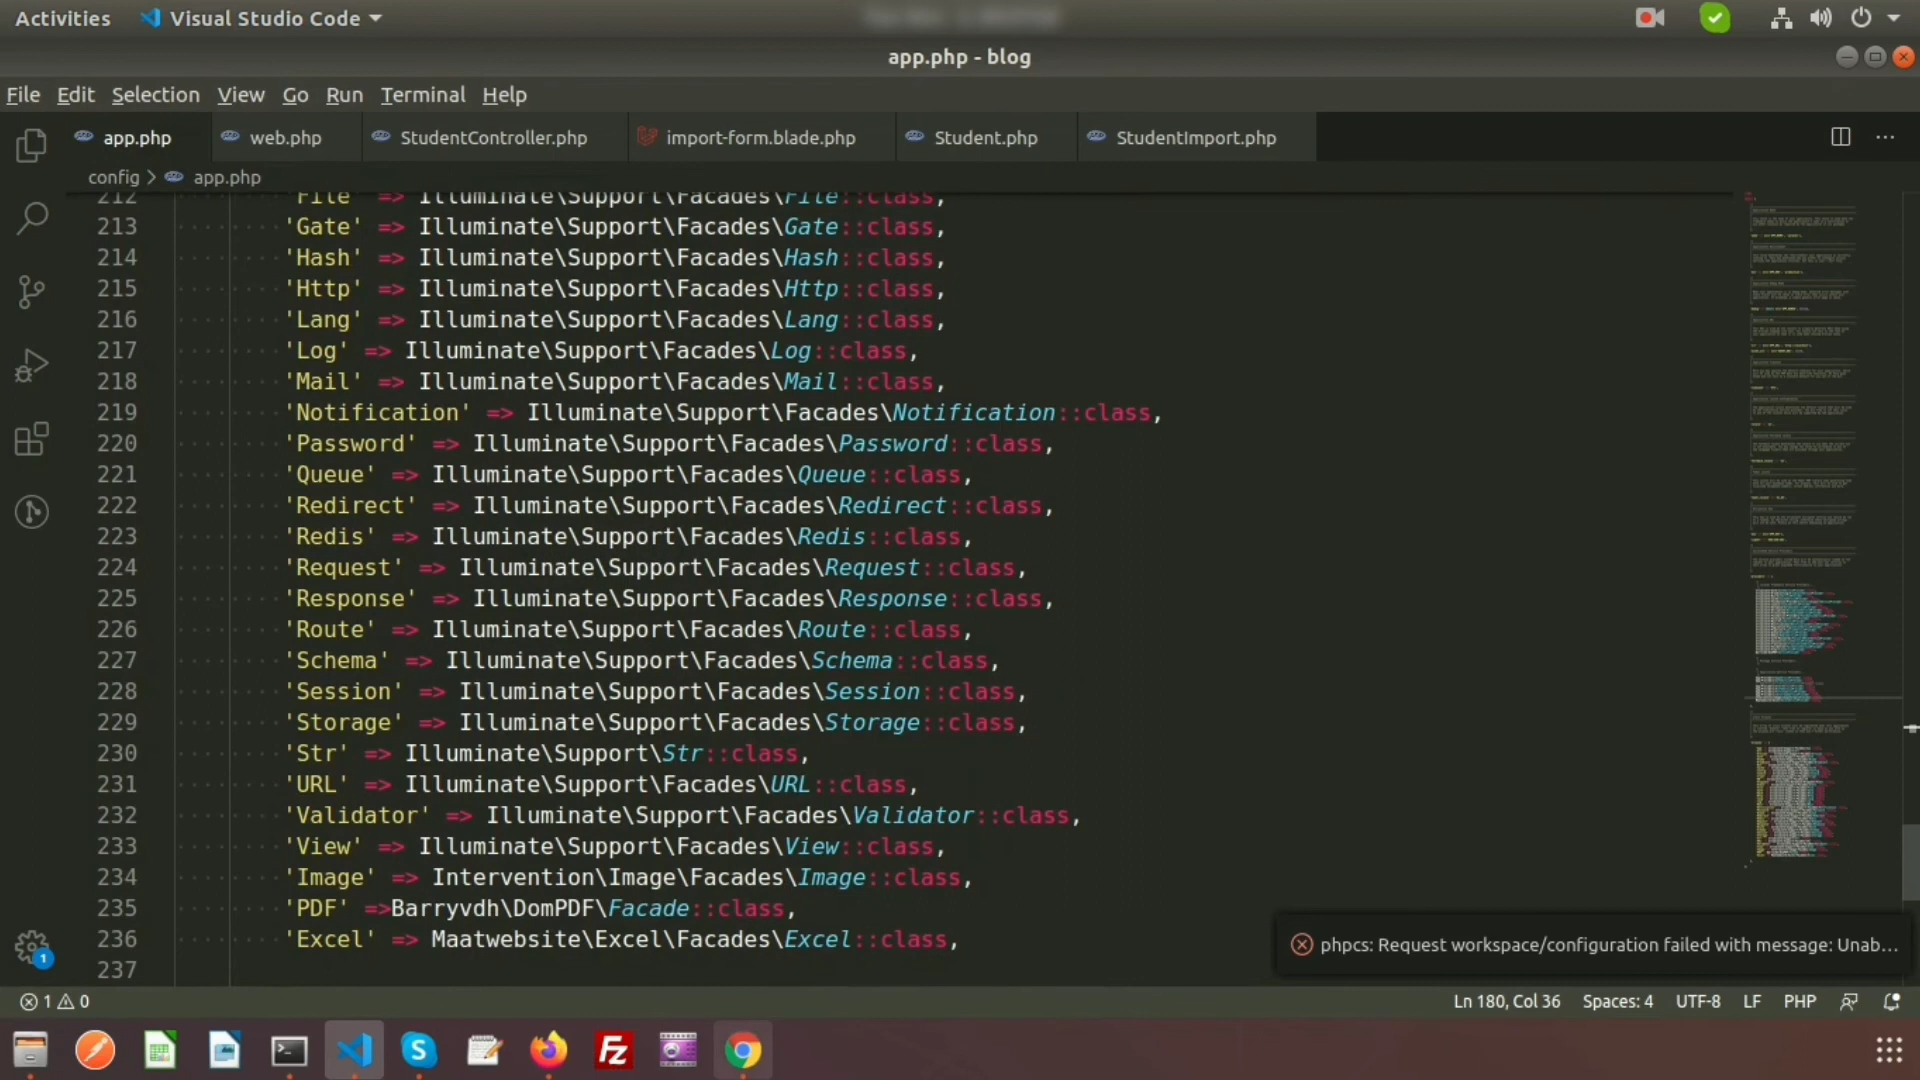 Activities Visual Studio Code
app.php - blog
File Edit Selection View Go Run Terminal Help
app.php web.php StudentController.php import-form.blade.php Student.php StudentImport.php
config > app.php
212 'File' => Illuminate\Support\Facades\File::class,
213 'Gate' => Illuminate\Support\Facades\Gate::class,
214 'Hash' => Illuminate\Support\Facades\Hash::class,
215 'Http' => Illuminate\Support\Facades\Http::class,
216 'Lang' => Illuminate\Support\Facades\Lang::class,
217 'Log' => Illuminate\Support\Facades\Log::class,
218 'Mail' => Illuminate\Support\Facades\Mail::class,
219 'Notification' => Illuminate\Support\Facades\Notification::class,
220 'Password' => Illuminate\Support\Facades\Password::class,
221 'Queue' => Illuminate\Support\Facades\Queue::class,
222 'Redirect' => Illuminate\Support\Facades\Redirect::class,
223 'Redis' => Illuminate\Support\Facades\Redis::class,
224 'Request' => Illuminate\Support\Facades\Request::class,
225 'Response' => Illuminate\Support\Facades\Response::class,
226 'Route' => Illuminate\Support\Facades\Route::class,
227 'Schema' => Illuminate\Support\Facades\Schema::class,
228 'Session' => Illuminate\Support\Facades\Session::class,
229 'Storage' => Illuminate\Support\Facades\Storage::class,
230 'Str' => Illuminate\Support\Str::class,
231 'URL' => Illuminate\Support\Facades\URL::class,
232 'Validator' => Illuminate\Support\Facades\Validator::class,
233 'View' => Illuminate\Support\Facades\View::class,
234 'Image' => Intervention\Image\Facades\Image::class,
235 'PDF' =>Barryvdh\DomPDF\Facade::class,
236 'Excel' => Maatwebsite\Excel\Facades\Excel::class,
237
phpcs: Request workspace/configuration failed with message: Unab...
1
1 0 Ln 180, Col 36 Spaces: 4 UTF-8 LF PHP
S Fz